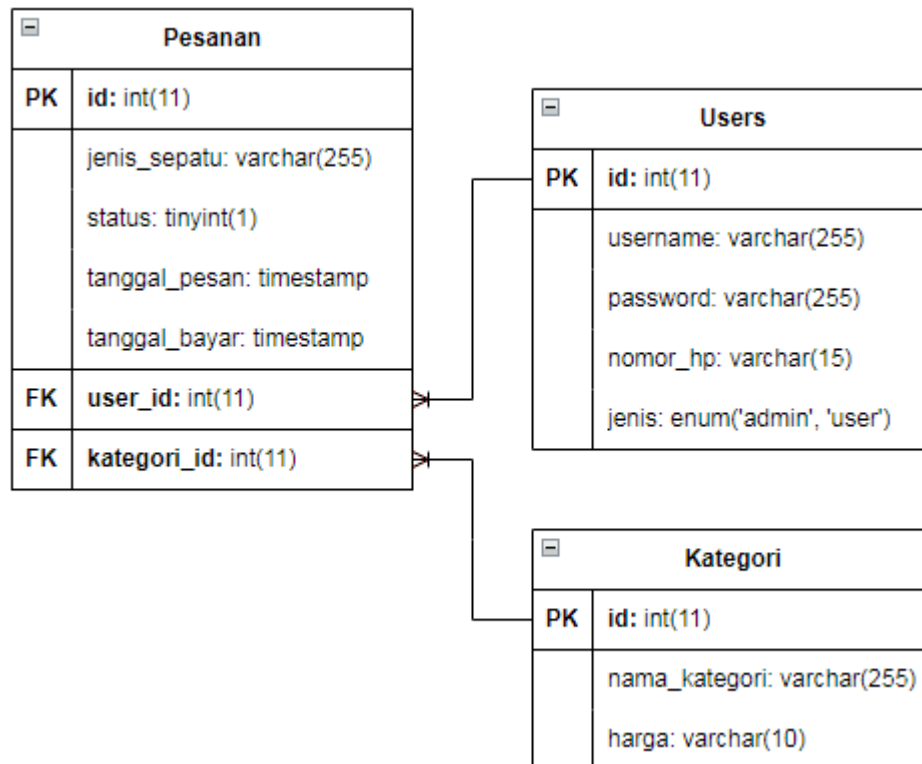 Pesanan
PK id: int(11)
jenis_sepatu: varchar(255)
status: tinyint(1)
tanggal_pesan: timestamp
tanggal_bayar: timestamp
FK user_id: int(11)
FK kategori_id: int(11)
Users
PK id: int(11)
username: varchar(255)
password: varchar(255)
nomor_hp: varchar(15)
jenis: enum('admin', 'user')
Kategori
PK id: int(11)
nama_kategori: varchar(255)
harga: varchar(10)